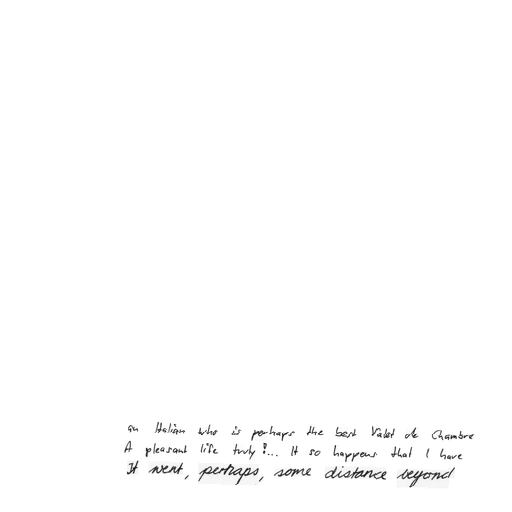 an Italian who is perhaps the best Valet de Chambre
A pleasant life truly!... It so happens that I have
It went, perhaps, some distance beyond